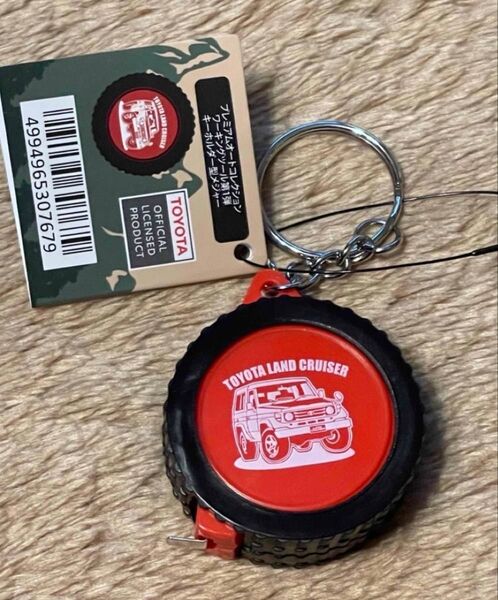 プレミアムオートコレクション
ワーキングツール第1弾
キーホルダー型メジャー
TOYOTA LAND CRUISER
TOYOTA
OFFICIAL
LICENSED
PRODUCT
4994965307679
TOYOTA LAND CRUISER